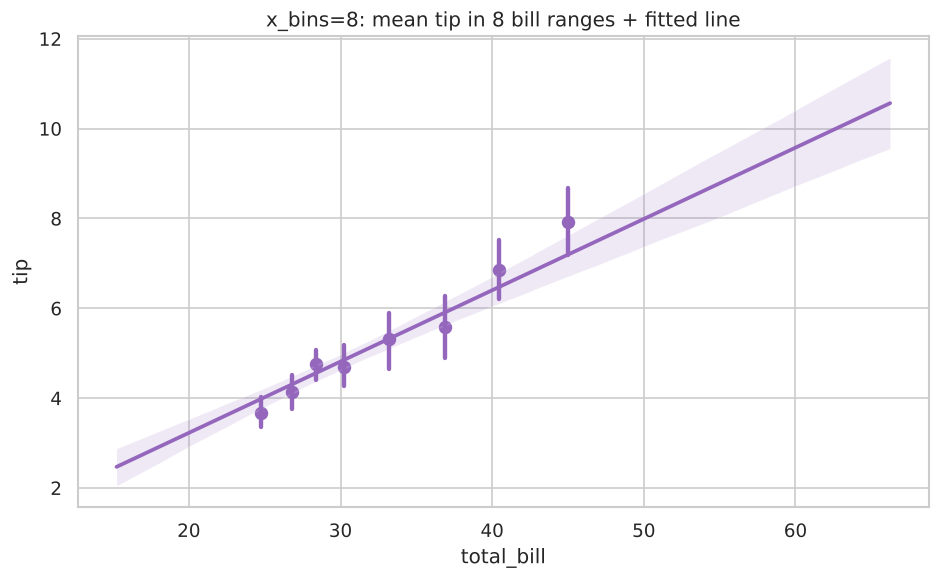 x_bins=8: mean tip in 8 bill ranges + fitted line
12
10
8
6
4
2
tip
20 30 40 50 60
total_bill